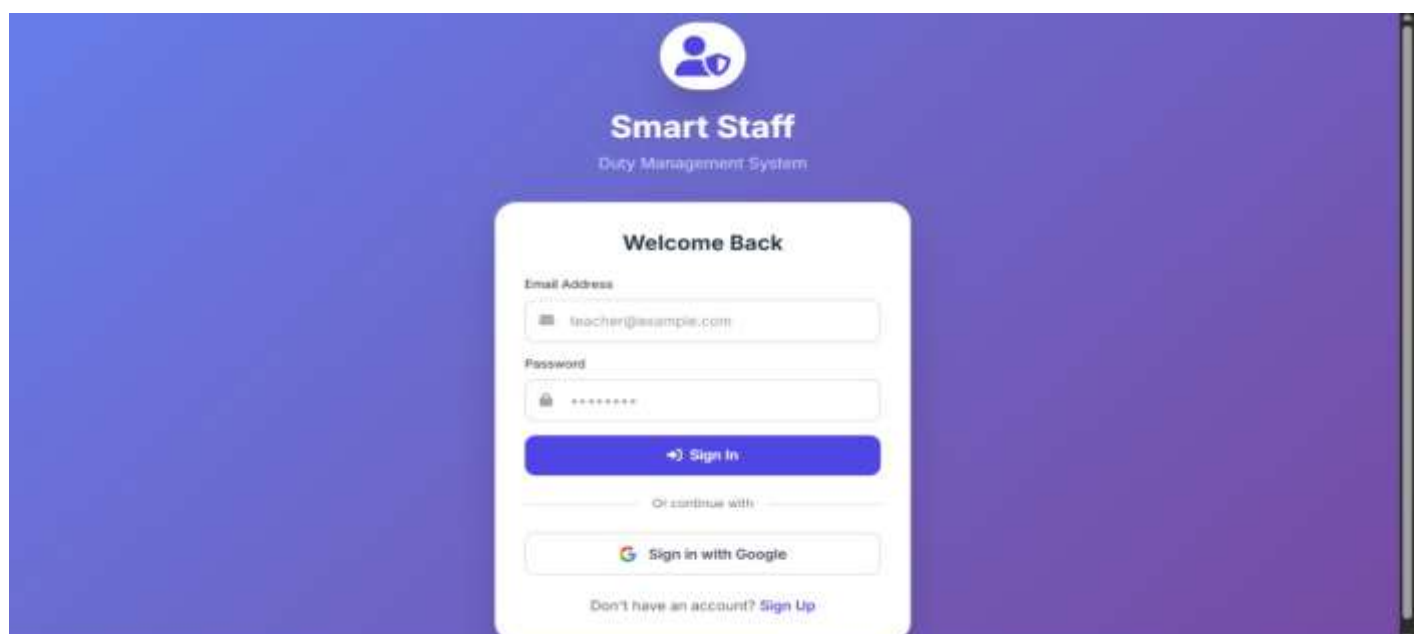 Smart Staff
Duty Management System
Welcome Back
Email Address
teacher@example.com
Password
Sign In
Or continue with
Sign in with Google
Don't have an account? Sign Up